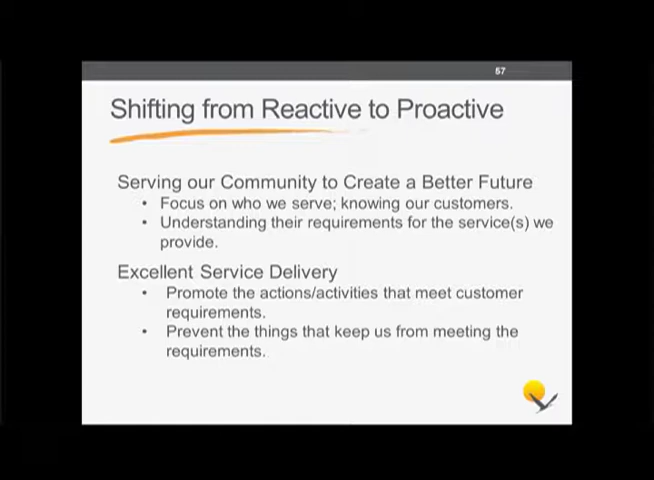 57
Shifting from Reactive to Proactive
Serving our Community to Create a Better Future
• Focus on who we serve; knowing our customers.
• Understanding their requirements for the service(s) we
provide.
Excellent Service Delivery
• Promote the actions/activities that meet customer
requirements.
• Prevent the things that keep us from meeting the
requirements.